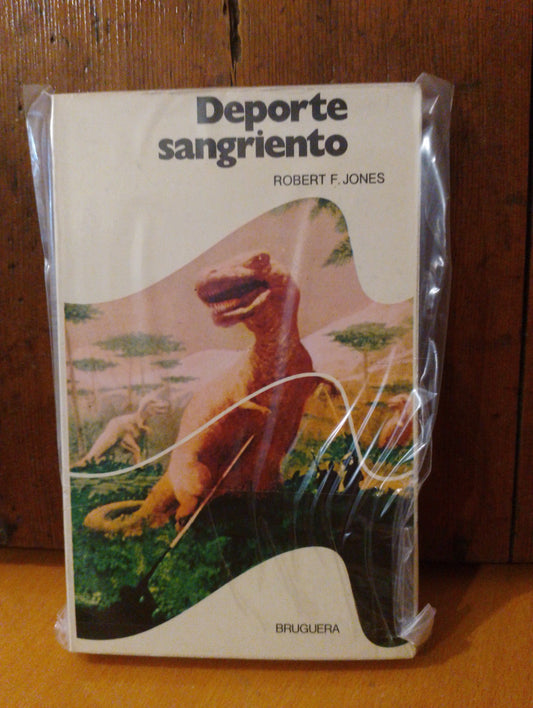 Deporte
sangriento
ROBERT F. JONES
BRUGUERA